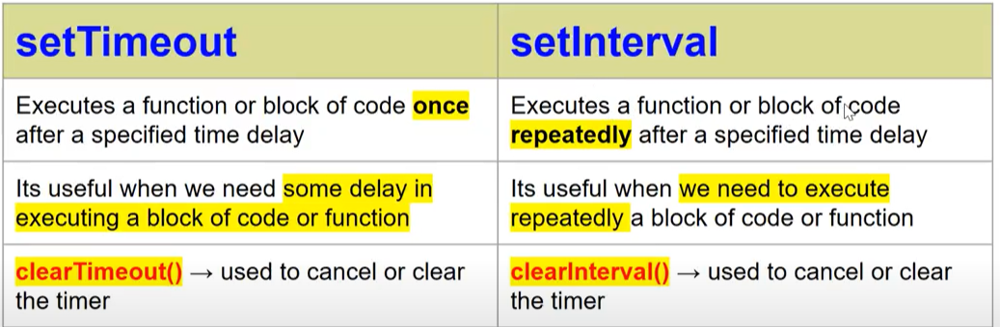 setTimeout
setInterval
Executes a function or block of code once
after a specified time delay
Executes a function or block of code
repeatedly after a specified time delay
Its useful when we need some delay in
executing a block of code or function
Its useful when we need to execute
repeatedly a block of code or function
clearTimeout() → used to cancel or clear
the timer
clearInterval() → used to cancel or clear
the timer